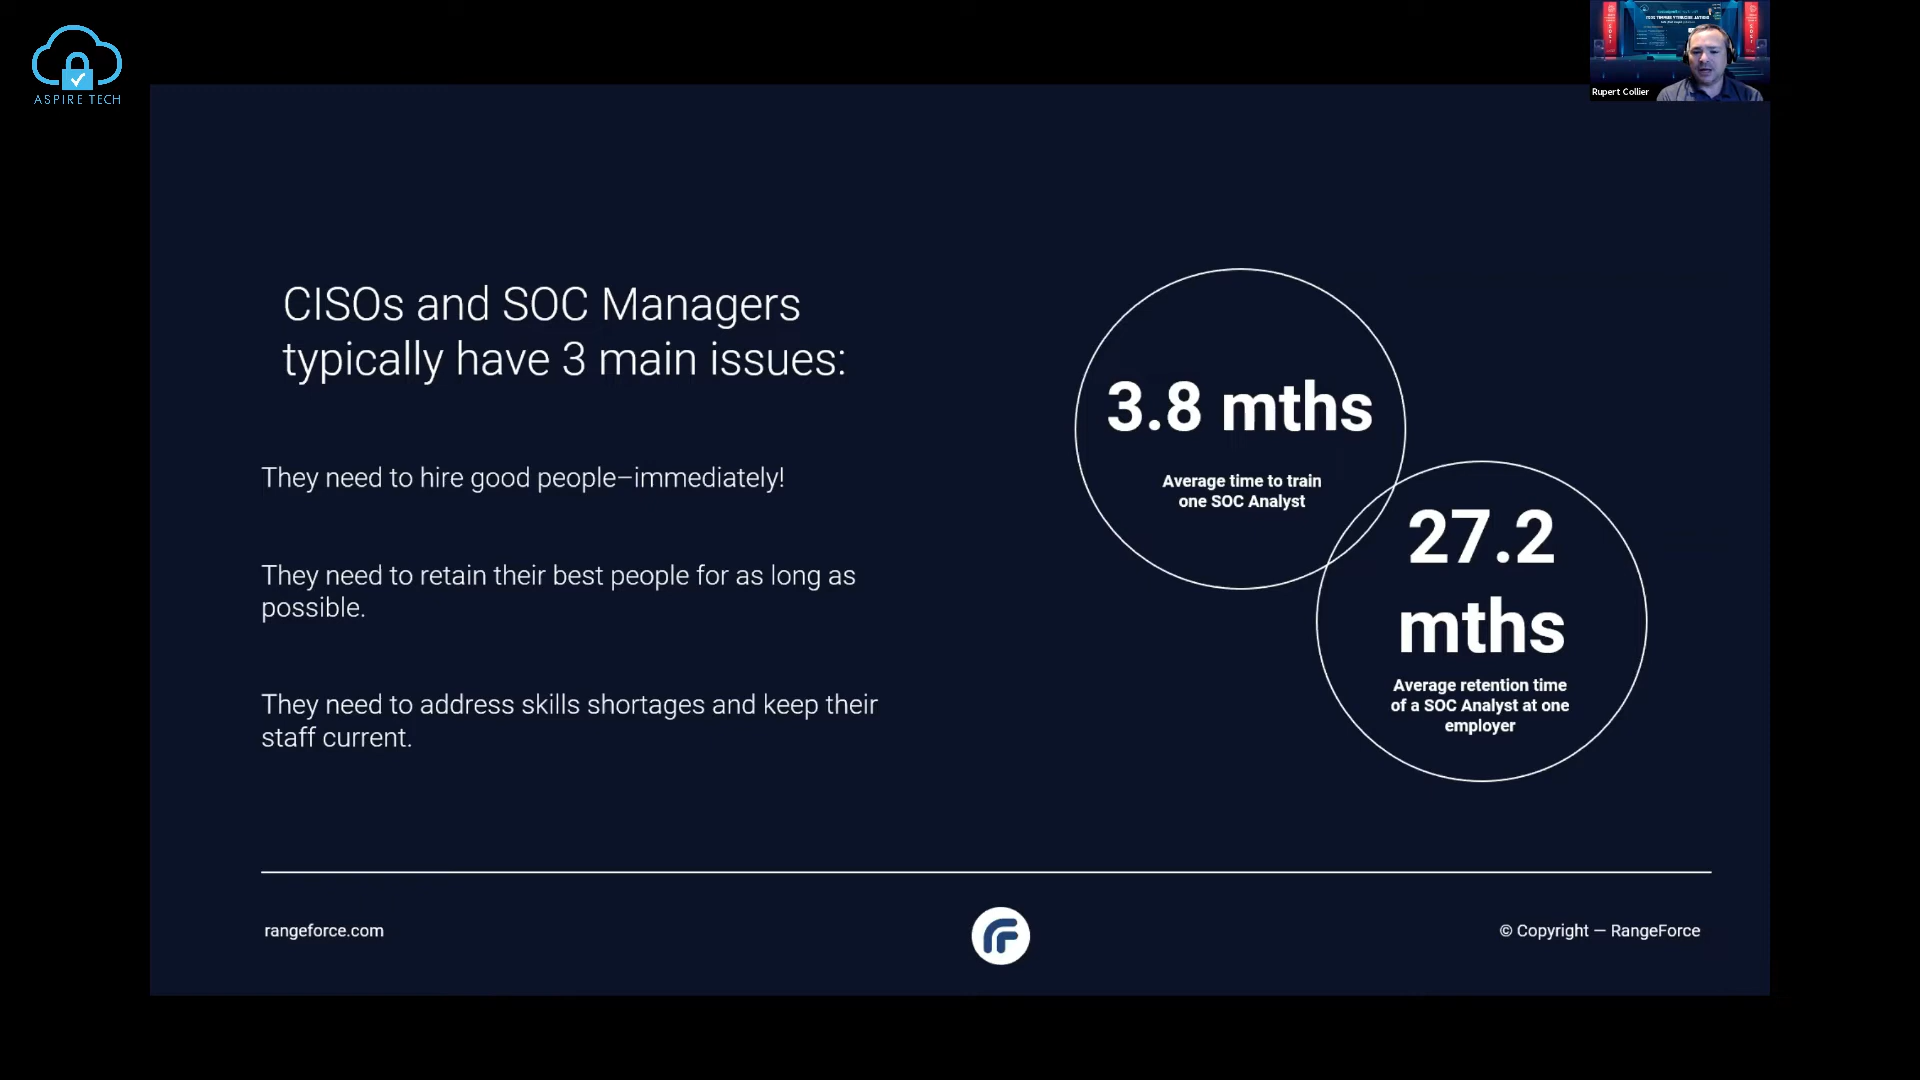 ASPIRE TECH
Rupert Collier
CISOs and SOC Managers
typically have 3 main issues:
They need to hire good people–immediately!
They need to retain their best people for as long as
possible.
They need to address skills shortages and keep their
staff current.
3.8 mths
Average time to train
one SOC Analyst
27.2
mths
Average retention time
of a SOC Analyst at one
employer
rangeforce.com
© Copyright — RangeForce